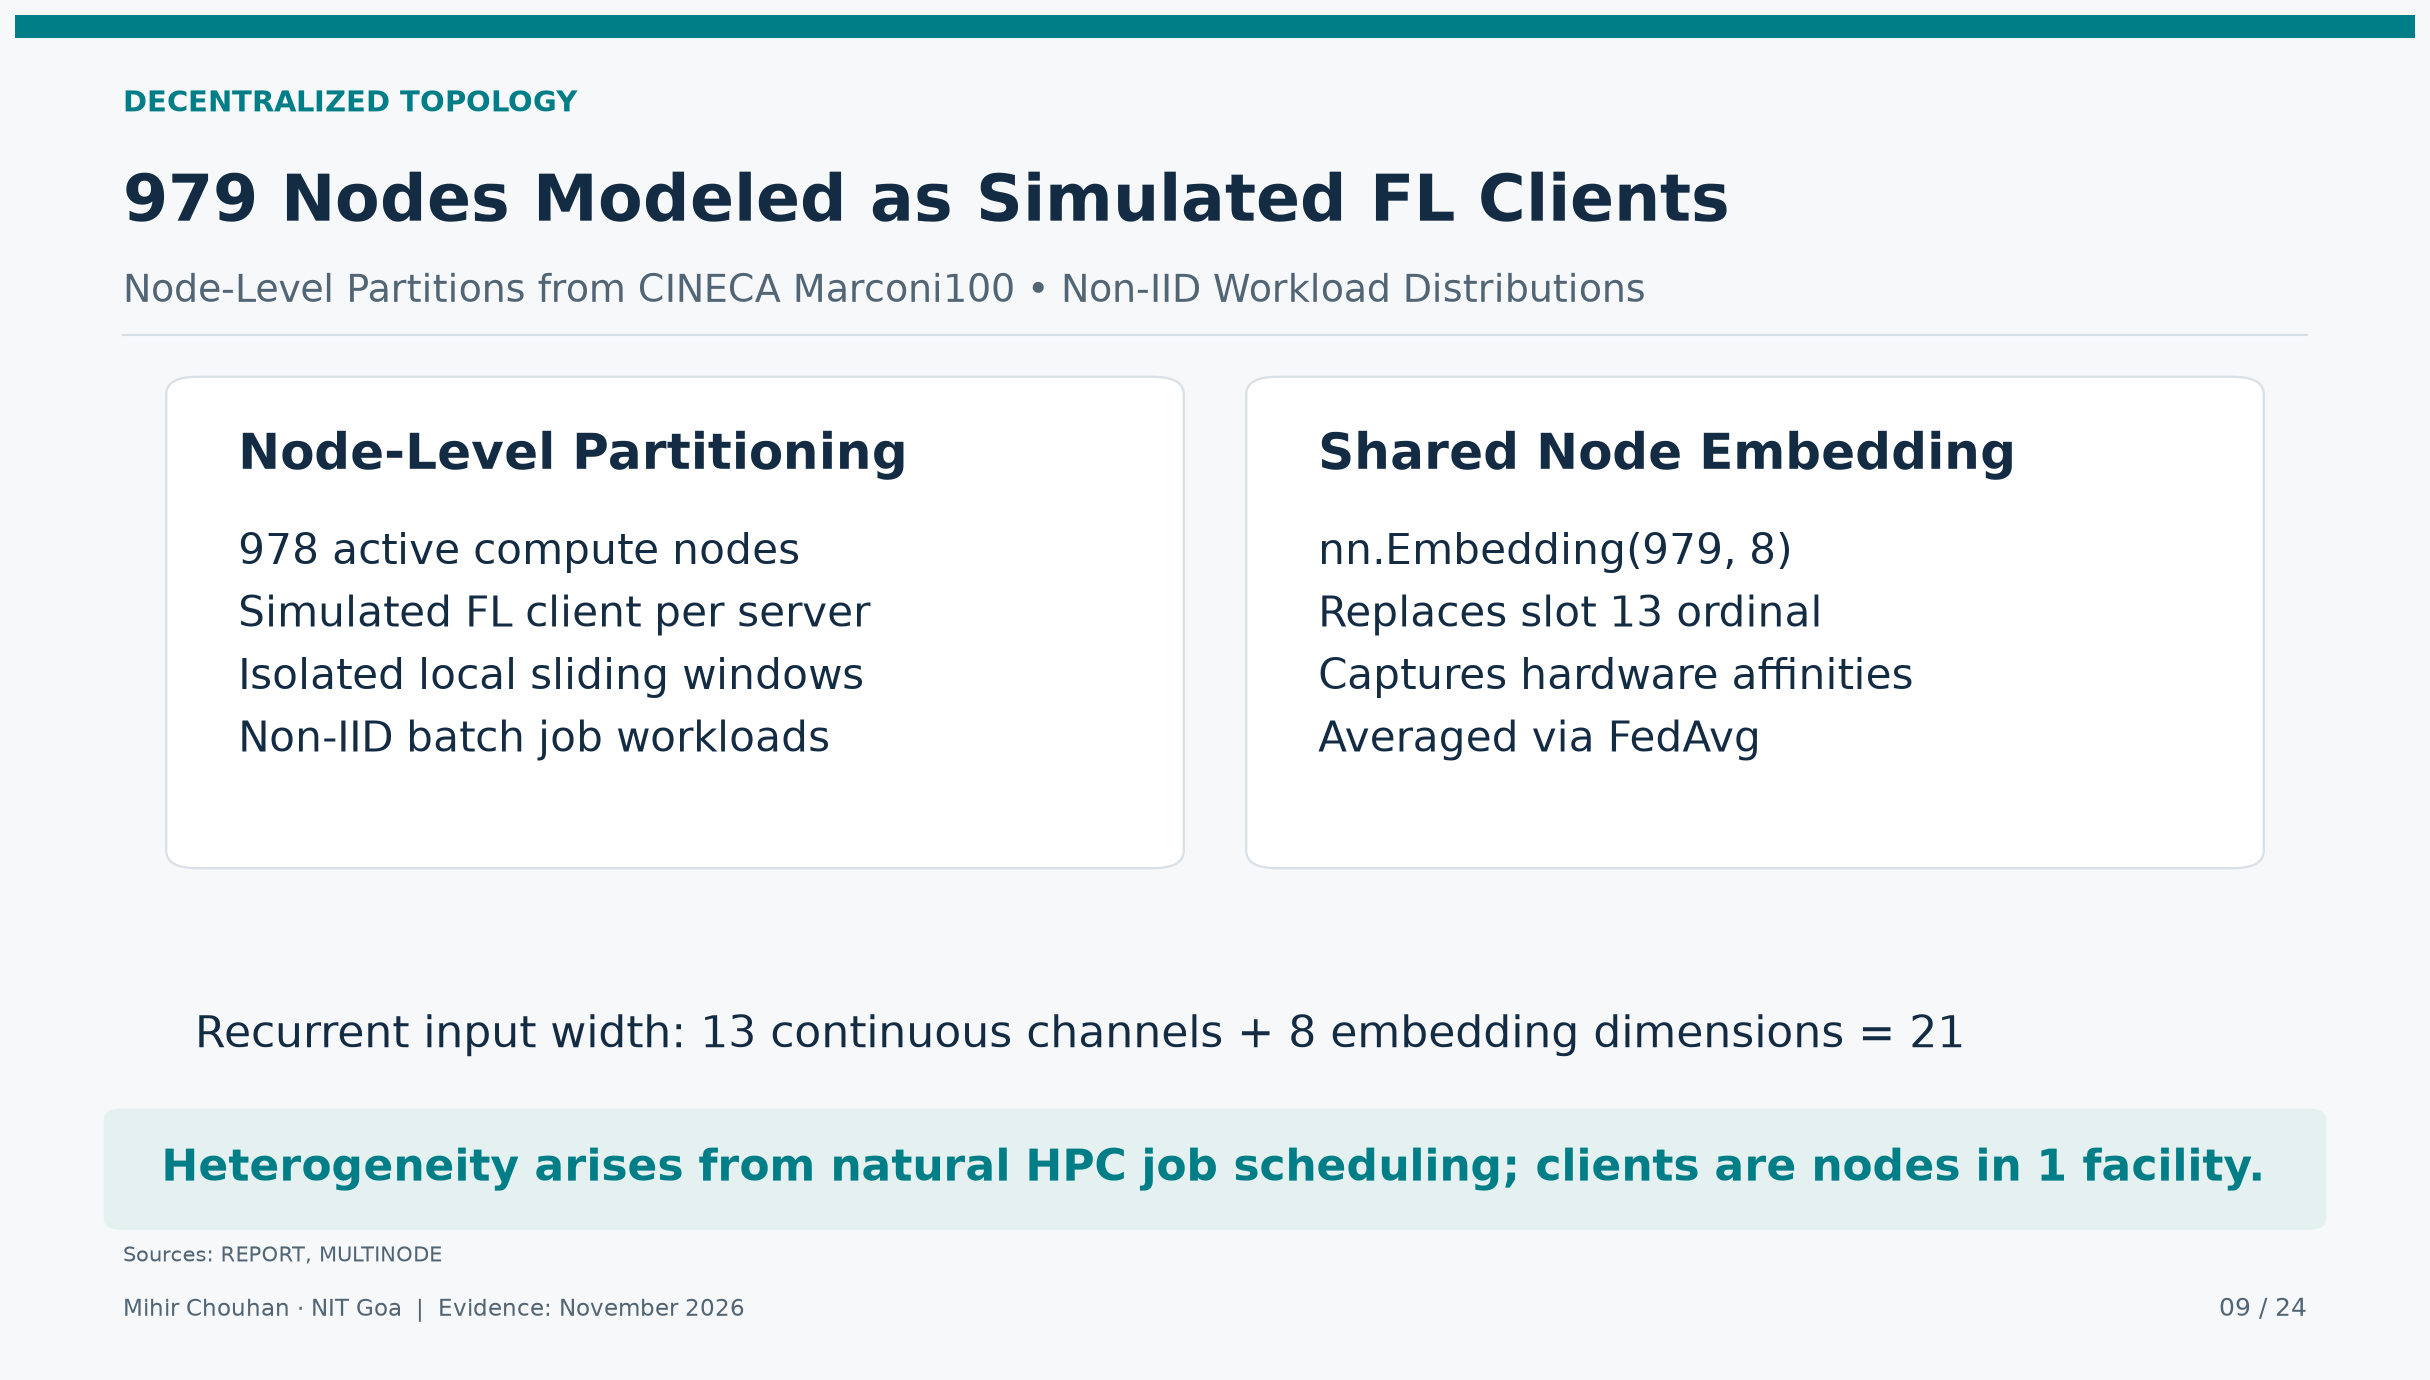 DECENTRALIZED TOPOLOGY
979 Nodes Modeled as Simulated FL Clients
Node-Level Partitions from CINECA Marconi100 • Non-IID Workload Distributions
Node-Level Partitioning
978 active compute nodes
Simulated FL client per server
Isolated local sliding windows
Non-IID batch job workloads
Shared Node Embedding
nn.Embedding(979, 8)
Replaces slot 13 ordinal
Captures hardware affinities
Averaged via FedAvg
Recurrent input width: 13 continuous channels + 8 embedding dimensions = 21
Heterogeneity arises from natural HPC job scheduling; clients are nodes in 1 facility.
Sources: REPORT, MULTINODE
Mihir Chouhan · NIT Goa | Evidence: November 2026
09 / 24